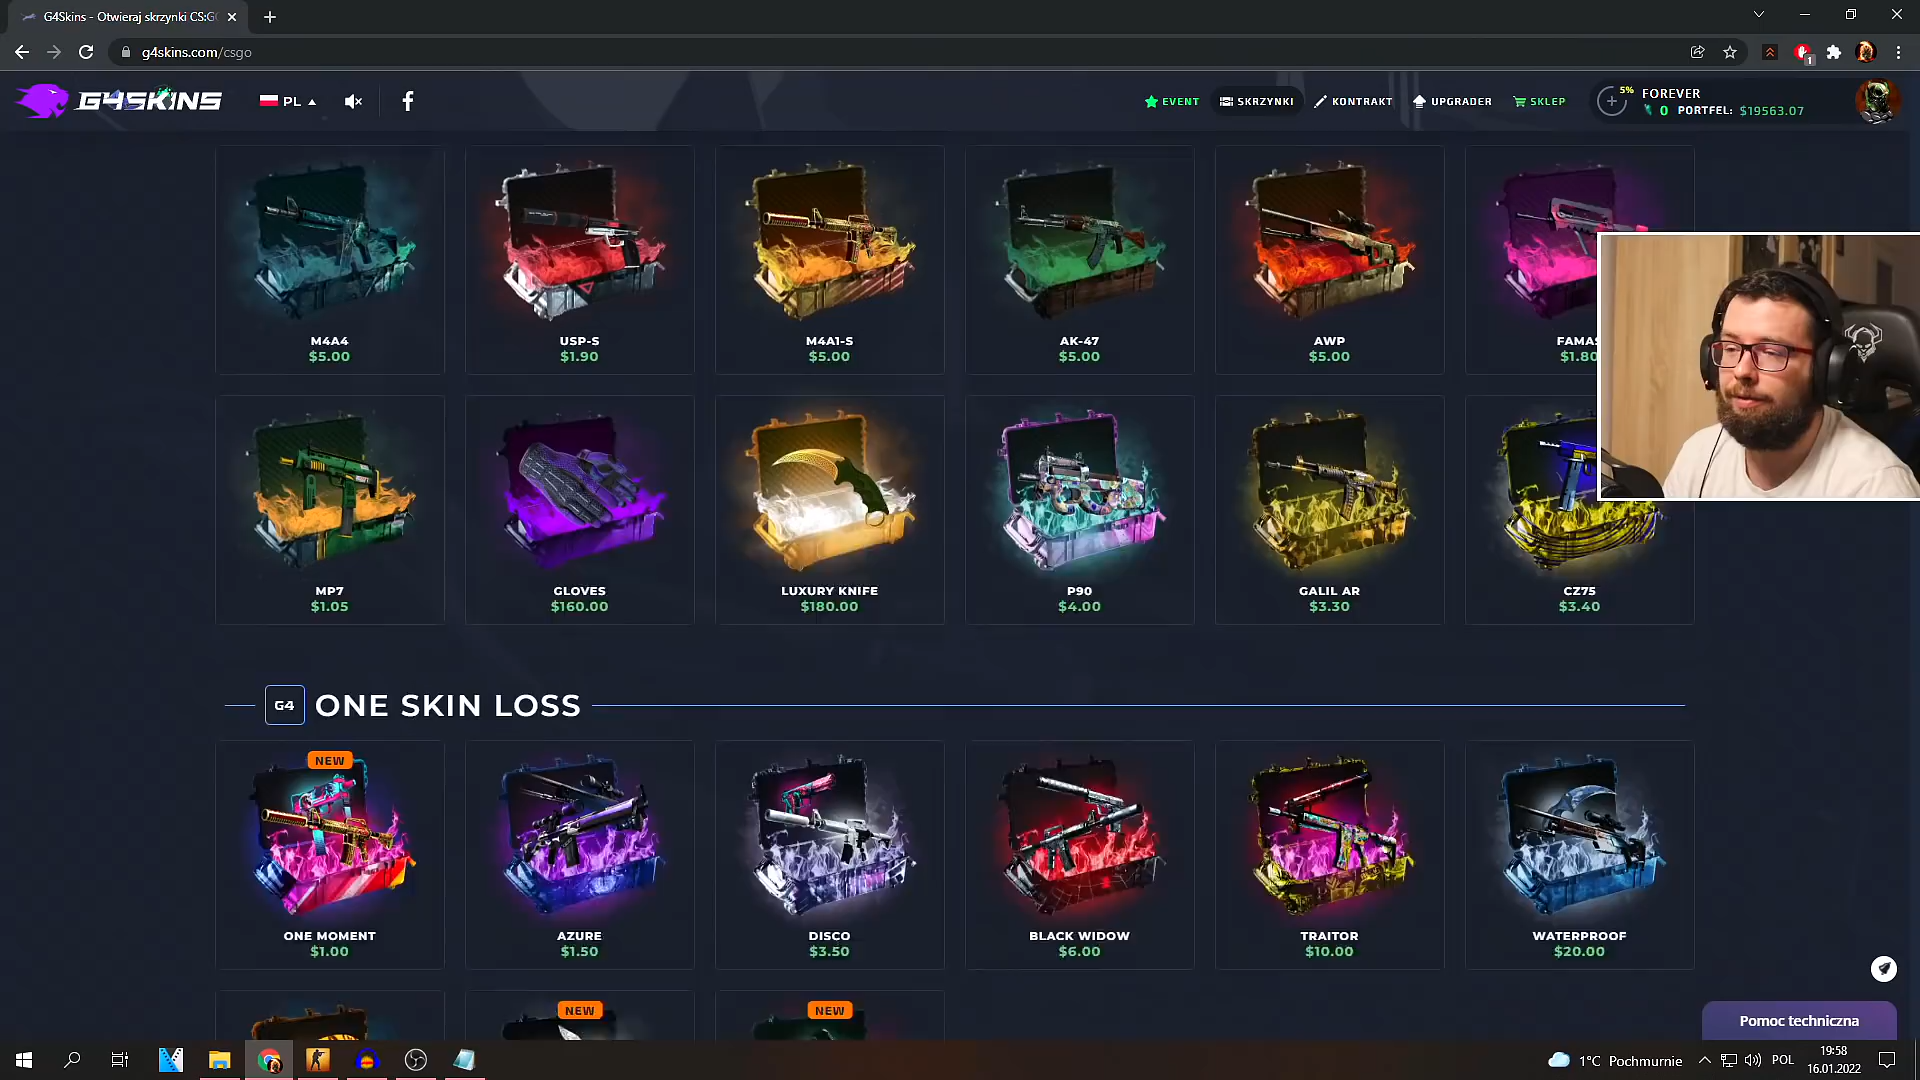 G4Skins - Otwieraj skrzynki CS:GO
g4skins.com/csgo
1
G4SKINS
PL
EVENT
SKRZYNKI
KONTRAKT
UPGRADER
SKLEP
5%
FOREVER
0 PORTFEL: $19563.07
M4A4
$5.00
USP-S
$1.90
M4A1-S
$5.00
AK-47
$5.00
AWP
$5.00
FAMAS
$1.80
MP7
$1.05
GLOVES
$160.00
LUXURY KNIFE
$180.00
P90
$4.00
GALIL AR
$3.30
CZ75
$3.40
G4 ONE SKIN LOSS
NEW
ONE MOMENT
$1.00
AZURE
$1.50
DISCO
$3.50
BLACK WIDOW
$6.00
TRAITOR
$10.00
WATERPROOF
$20.00
NEW
NEW
Pomoc techniczna
1°C Pochmurnie
POL
19:58
16.01.2022